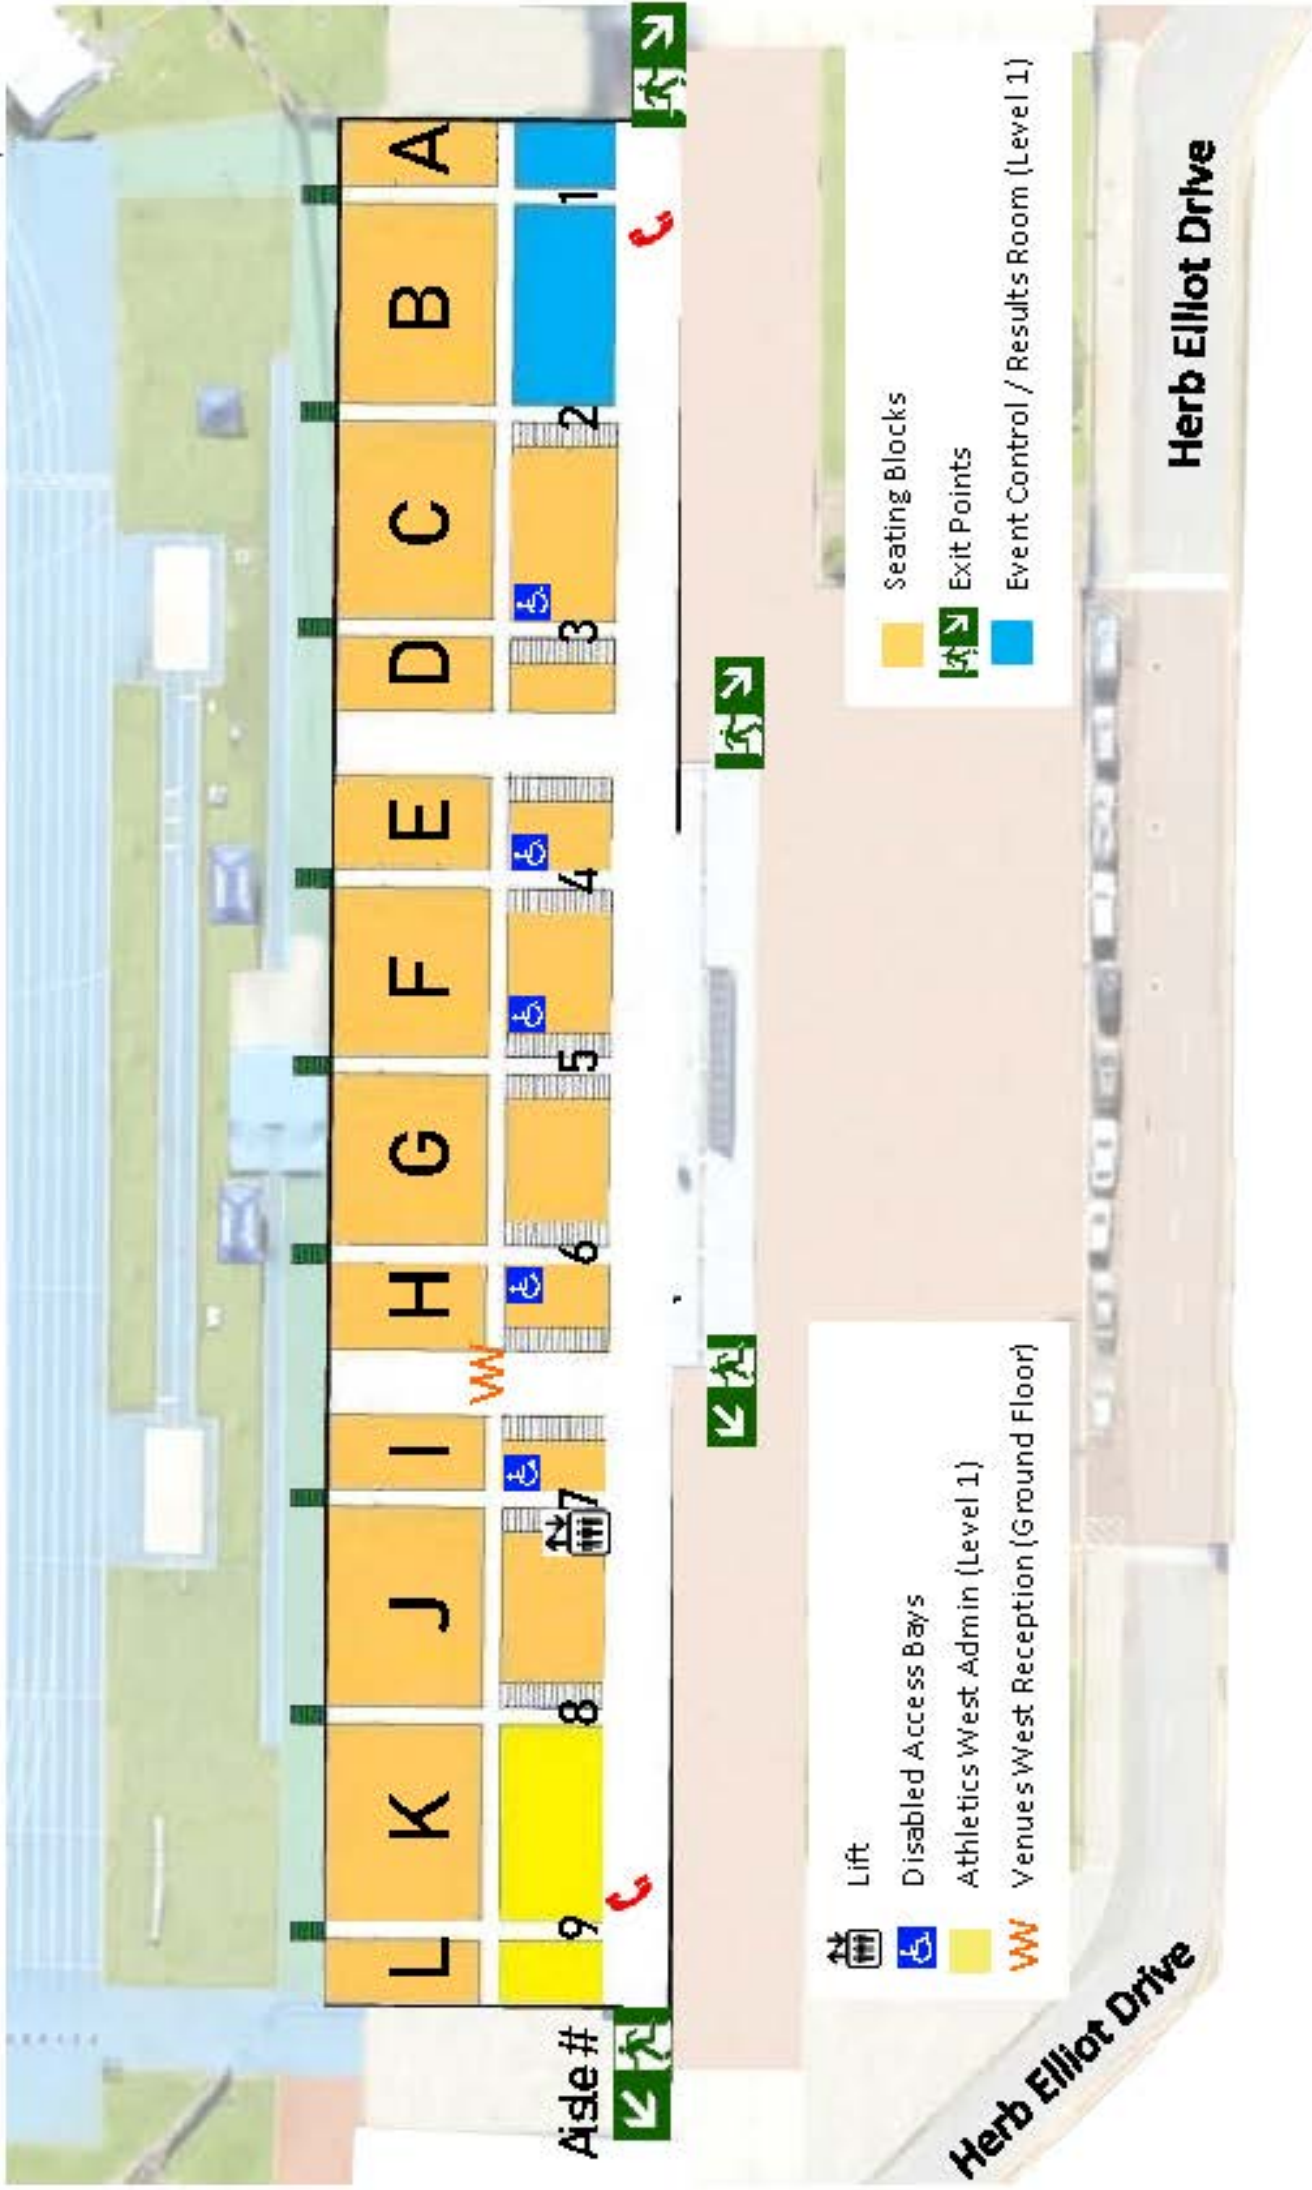 L K J I H G F E D C B A
Aisle # 9 8 7 6 5 4 3 2 1
Lift
Disabled Access Bays
Athletics West Admin (Level 1)
Venues West Reception (Ground Floor)
Seating Blocks
Exit Points
Event Control / Results Room (Level 1)
Herb Elliot Drive
Herb Elliot Drive